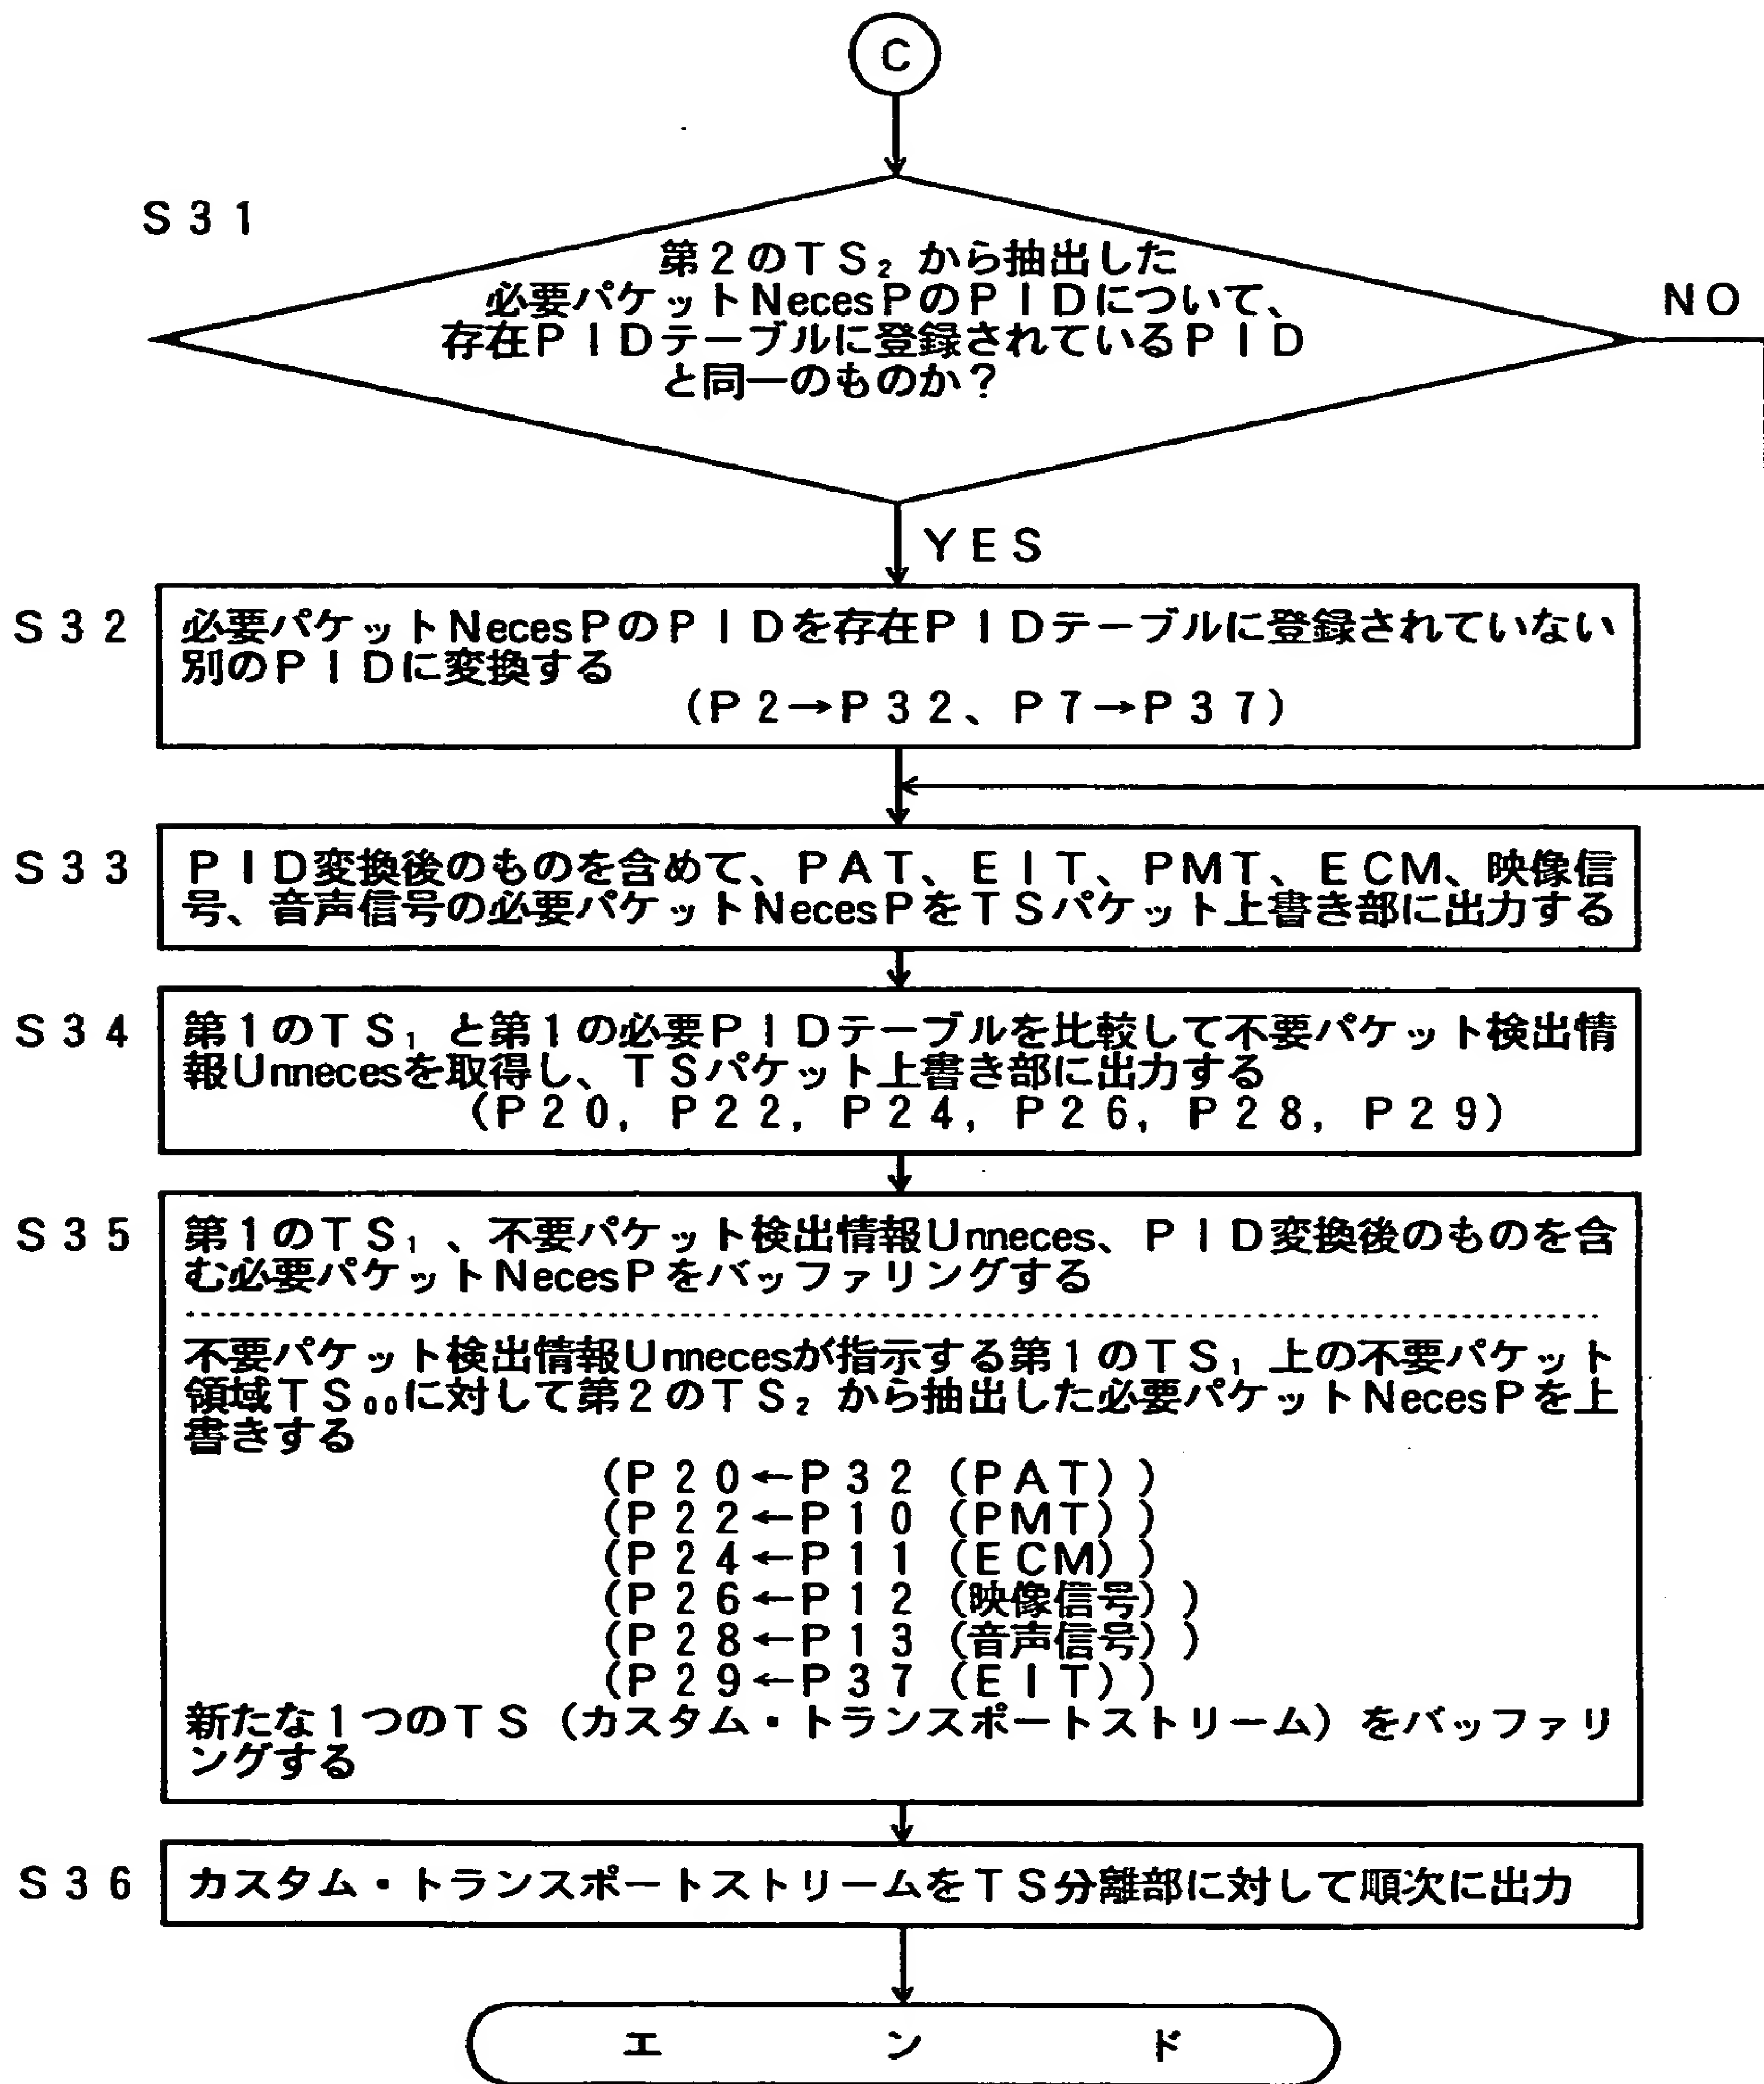 C
S31
第2のTS₂から抽出した
必要パケットNecesPのPIDについて、
存在PIDテーブルに登録されているPID
と同一のものか?
NO
YES
S32
必要パケットNecesPのPIDを存在PIDテーブルに登録されていない
別のPIDに変換する
(P2→P32、P7→P37)
S33
PID変換後のものを含めて、PAT、EIT、PMT、ECM、映像信
号、音声信号の必要パケットNecesPをTSパケット上書き部に出力する
S34
第1のTS₁と第1の必要PIDテーブルを比較して不要パケット検出情
報Unnecesを取得し、TSパケット上書き部に出力する
(P20, P22, P24, P26, P28, P29)
S35
第1のTS₁、不要パケット検出情報Unneces、PID変換後のものを含
む必要パケットNecesPをバッファリングする
不要パケット検出情報Unnecesが指示する第1のTS₁上の不要パケット
領域TS₀₀に対して第2のTS₂から抽出した必要パケットNecesPを上
書きする
(P20←P32(PAT))
(P22←P10(PMT))
(P24←P11(ECM))
(P26←P12(映像信号))
(P28←P13(音声信号))
(P29←P37(EIT))
新たな1つのTS(カスタム・トランスポートストリーム)をバッファリ
ングする
S36
カスタム・トランスポートストリームをTS分離部に対して順次に出力
エンド